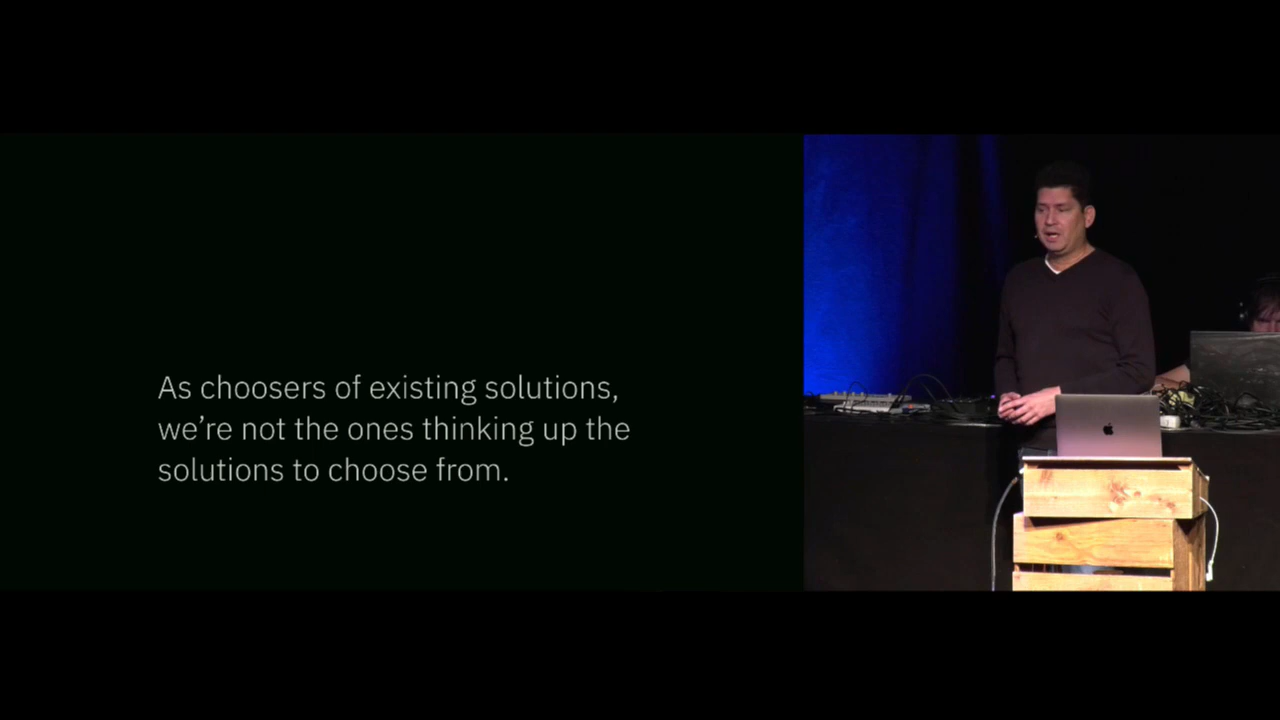 As choosers of existing solutions,
we’re not the ones thinking up the
solutions to choose from.